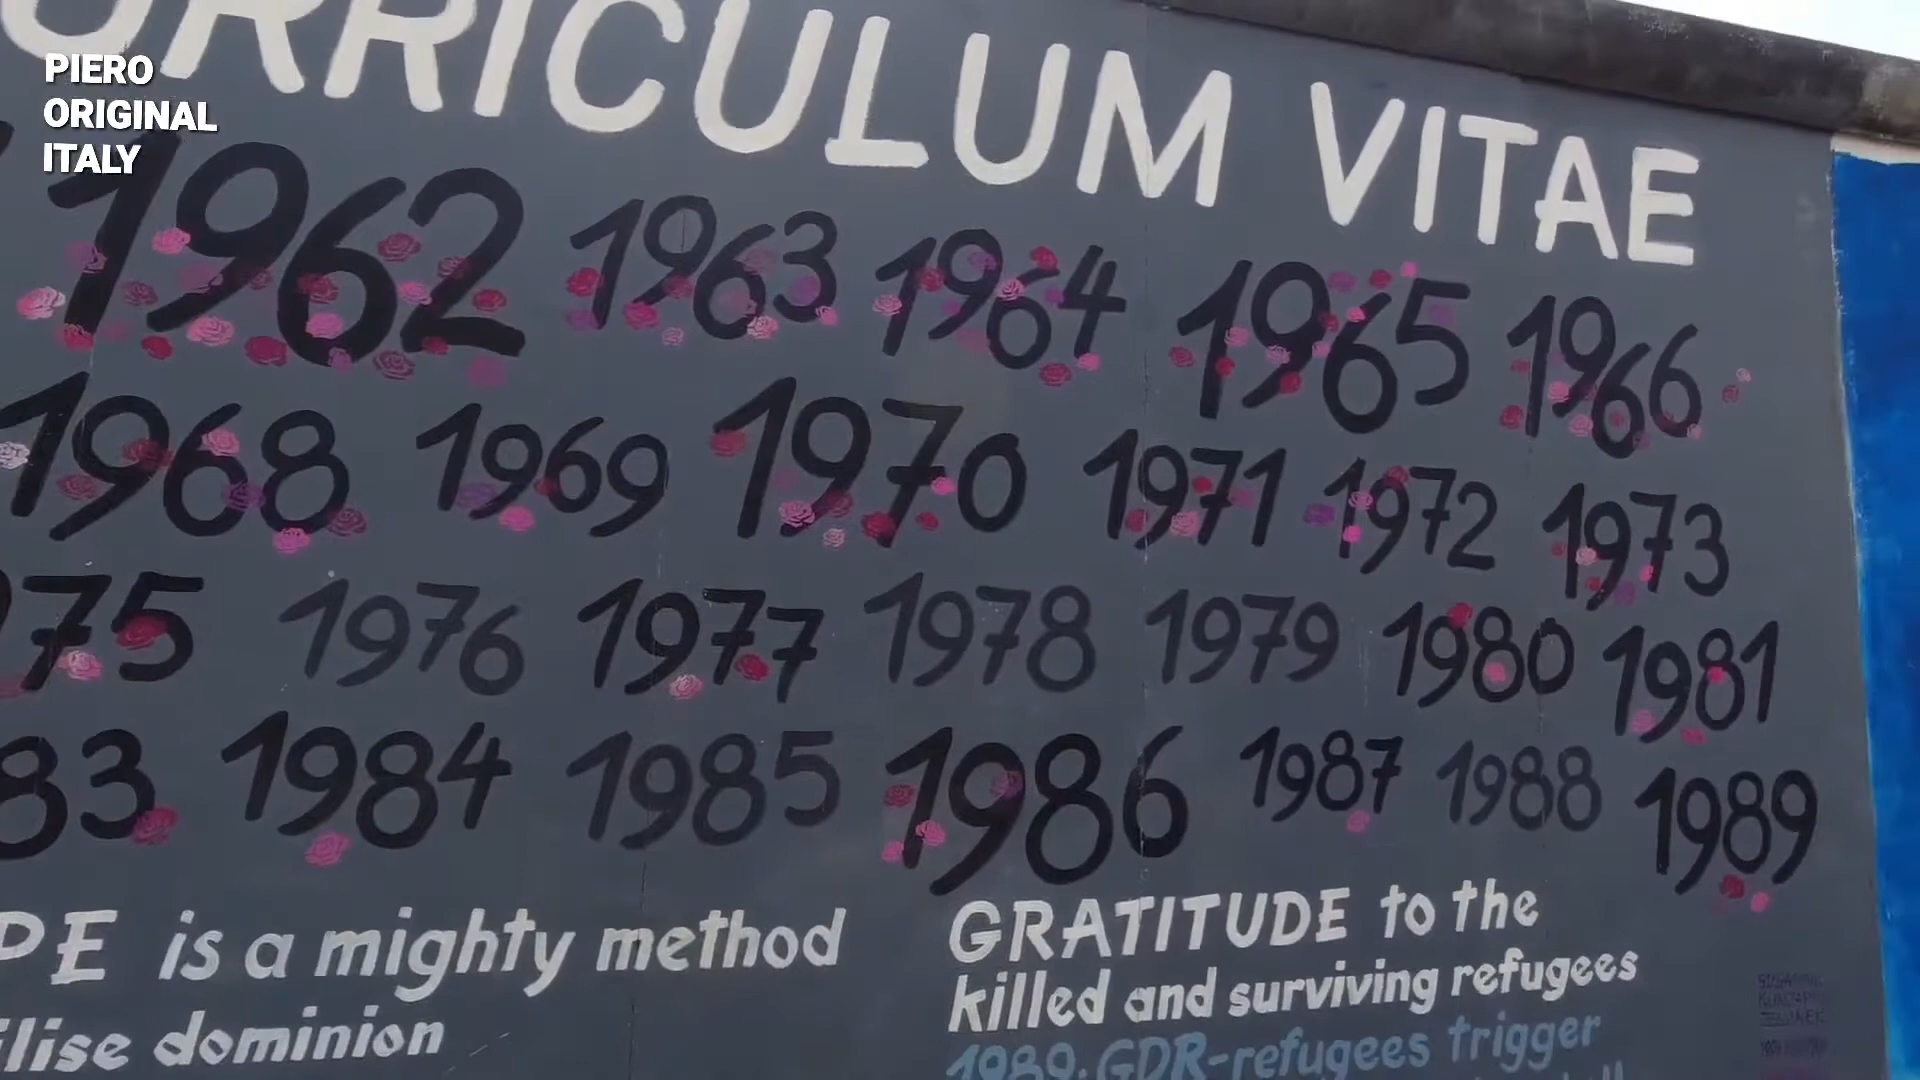 URRICULUM VITAE
PIERO
ORIGINAL
ITALY
1962 1963 1964 1965 1966
1968 1969 1970 1971 1972 1973
75 1976 1977 1978 1979 1980 1981
83 1984 1985 1986 1987 1988 1989
PE is a mighty method
ilise dominion
GRATITUDE to the
killed and surviving refugees
1989. GDR-refugees trigger